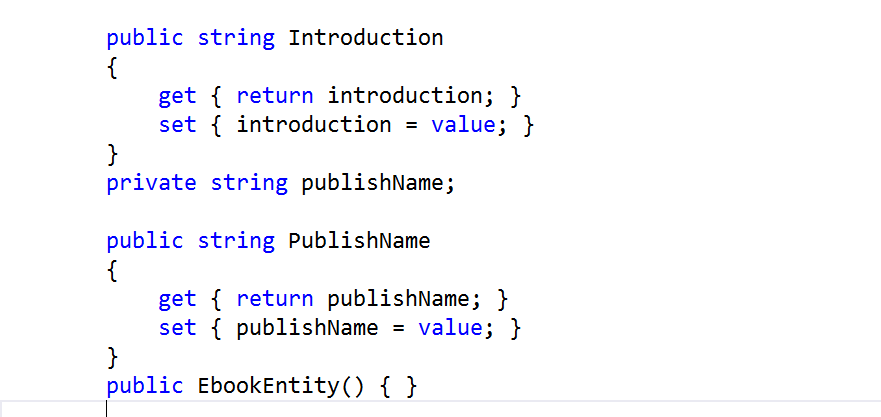 public string Introduction
{
get { return introduction; }
set { introduction = value; }
}
private string publishName;
public string PublishName
{
get { return publishName; }
set { publishName = value; }
}
public EbookEntity() { }